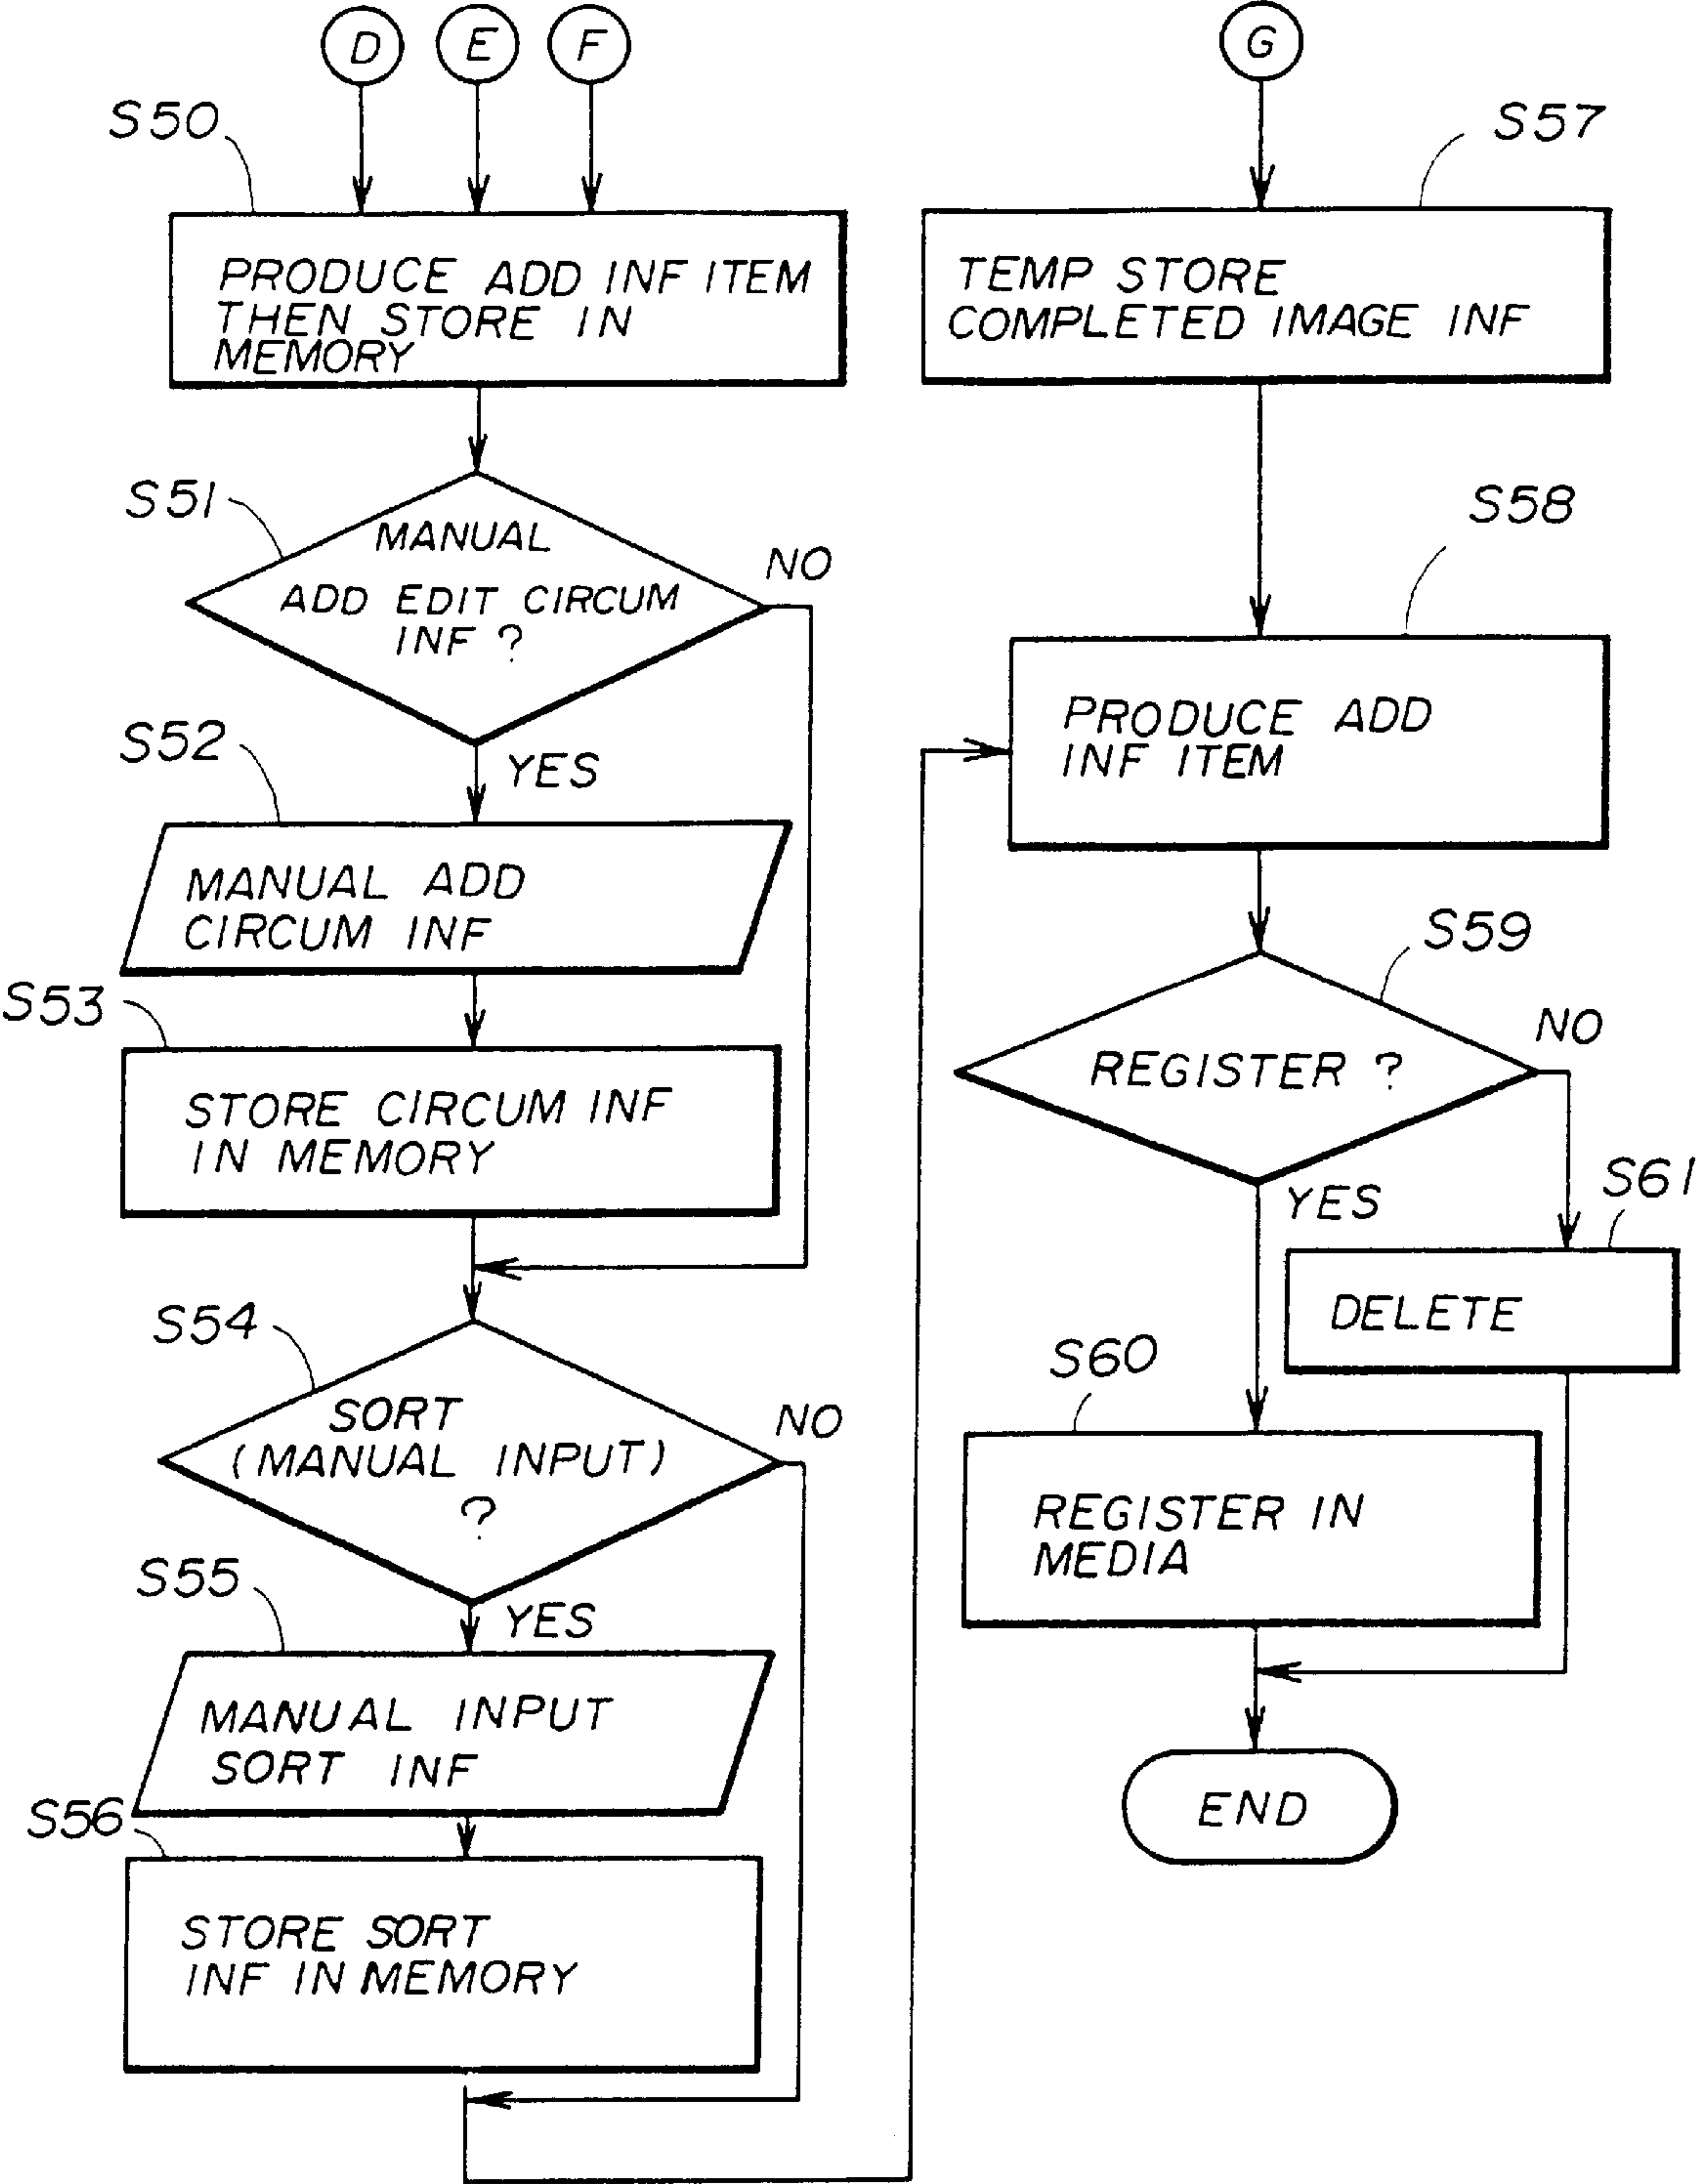 D
E
F
S50
PRODUCE ADD INF ITEM
THEN STORE IN
MEMORY
S51
MANUAL
ADD EDIT CIRCUM
INF ?
NO
YES
S52
MANUAL ADD
CIRCUM INF
S53
STORE CIRCUM INF
IN MEMORY
S54
SORT
(MANUAL INPUT)
?
NO
YES
S55
MANUAL INPUT
SORT INF
S56
STORE SORT
INF IN MEMORY
G
S57
TEMP STORE
COMPLETED IMAGE INF
S58
PRODUCE ADD
INF ITEM
S59
REGISTER ?
NO
YES
S61
DELETE
S60
REGISTER IN
MEDIA
END